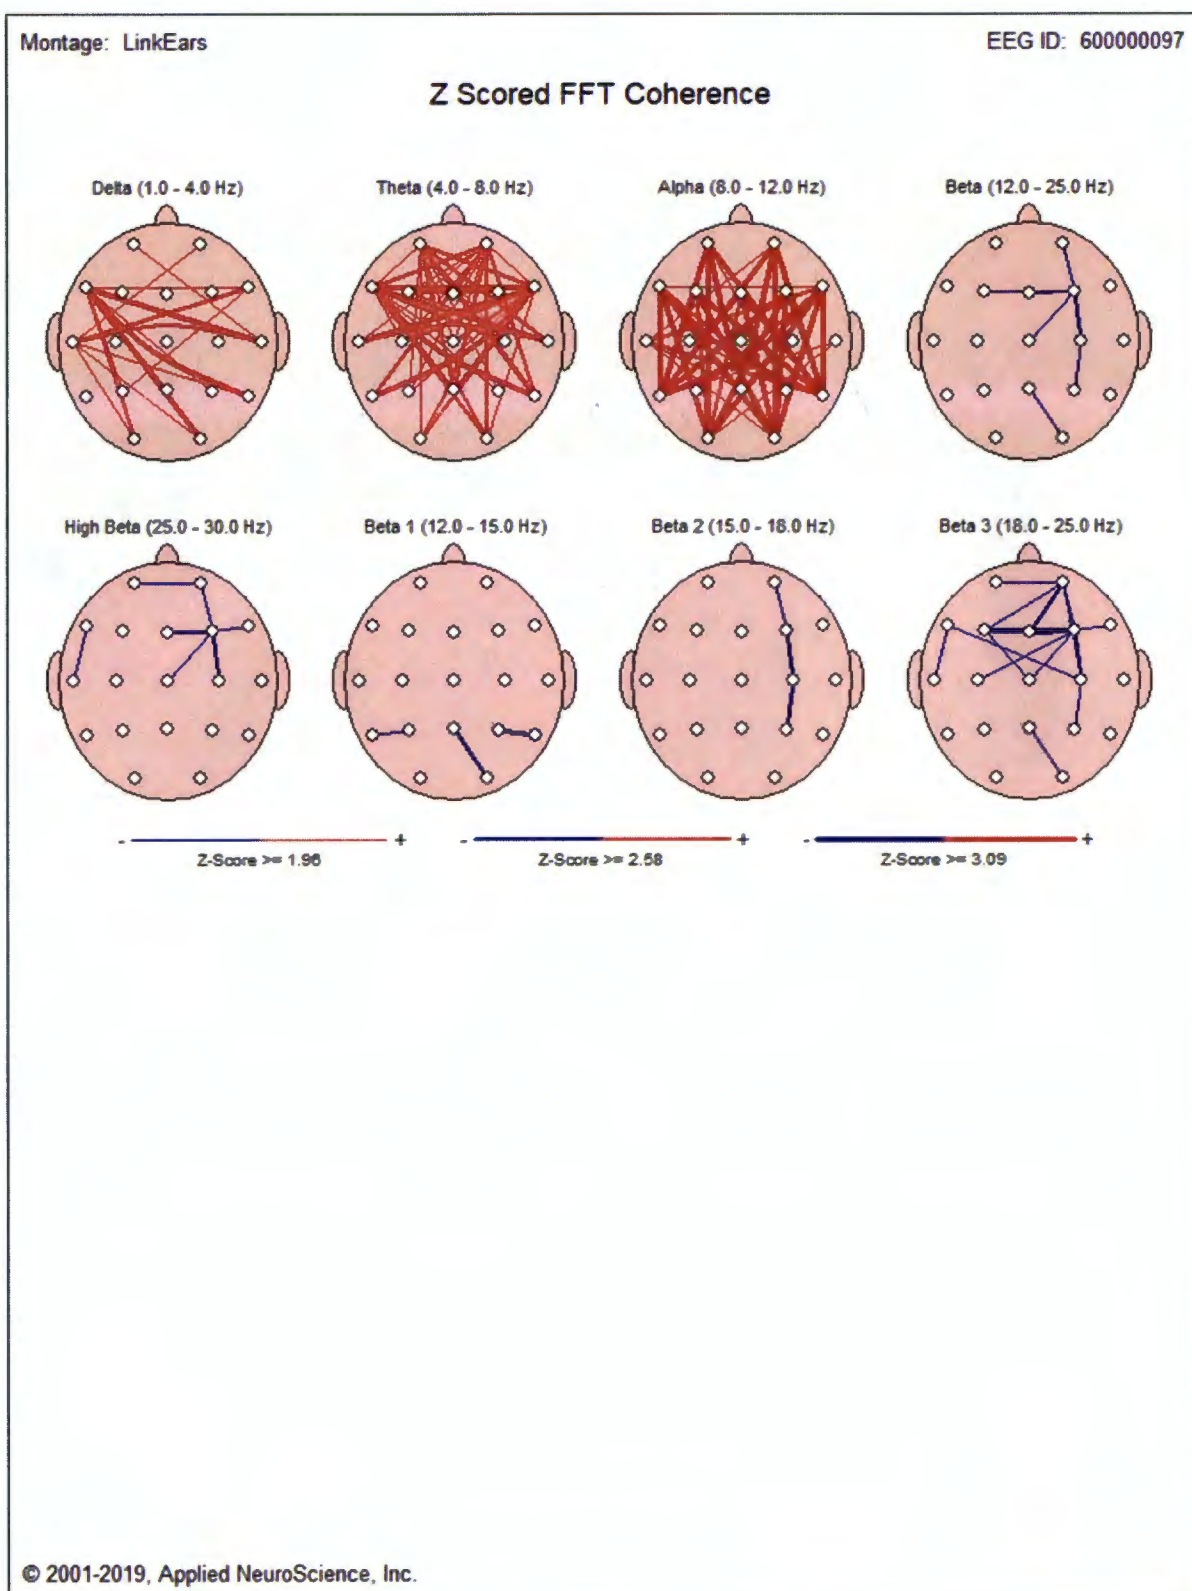 Montage: LinkEars
EEG ID: 600000097
Z Scored FFT Coherence
Delta (1.0 - 4.0 Hz)
Theta (4.0 - 8.0 Hz)
Alpha (8.0 - 12.0 Hz)
Beta (12.0 - 25.0 Hz)
High Beta (25.0 - 30.0 Hz)
Beta 1 (12.0 - 15.0 Hz)
Beta 2 (15.0 - 18.0 Hz)
Beta 3 (18.0 - 25.0 Hz)
- +
Z-Score >= 1.96
- +
Z-Score >= 2.58
- +
Z-Score >= 3.09
© 2001-2019, Applied NeuroScience, Inc.